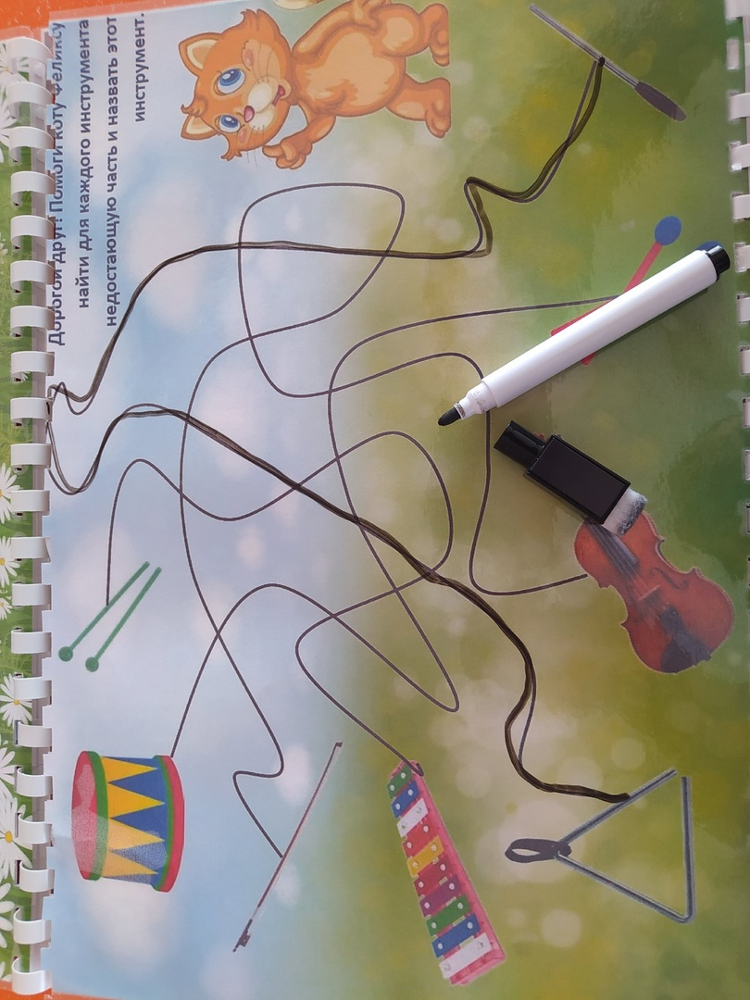 Дорогой друг! Помоги коту Феликсу
найти для каждого инструмента
недостающую часть и назвать этот
инструмент.